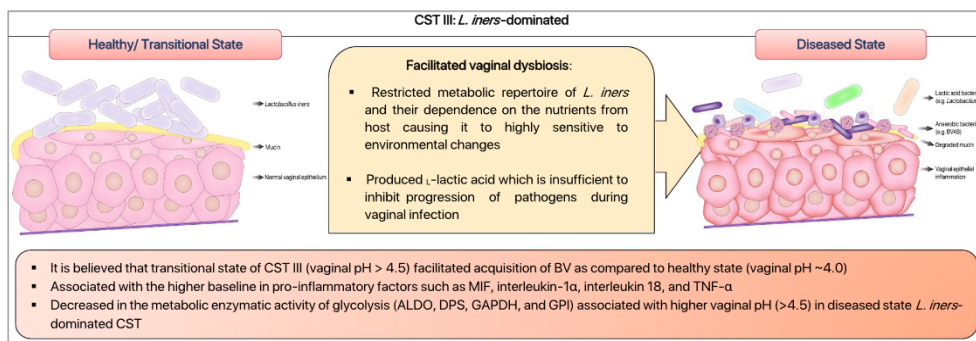 CST III: L. iners-dominated
Healthy/ Transitional State
Lactobacillus iners
Mucin
Normal vaginal epithelium
Facilitated vaginal dysbiosis:
▪ Restricted metabolic repertoire of L. iners
and their dependence on the nutrients from
host causing it to highly sensitive to
environmental changes
▪ Produced L-lactic acid which is insufficient to
inhibit progression of pathogens during
vaginal infection
Diseased State
Lactic acid bacteri
(e.g. Lactobacillus
Anaerobic bacteri
(e.g. BVAB)
Degraded mucin
Vaginal epithelial
inflammation
▪ It is believed that transitional state of CST III (vaginal pH > 4.5) facilitated acquisition of BV as compared to healthy state (vaginal pH ~4.0)
▪ Associated with the higher baseline in pro-inflammatory factors such as MIF, interleukin-1α, interleukin 18, and TNF-α
▪ Decreased in the metabolic enzymatic activity of glycolysis (ALDO, DPS, GAPDH, and GPI) associated with higher vaginal pH (>4.5) in diseased state L. iners-
dominated CST